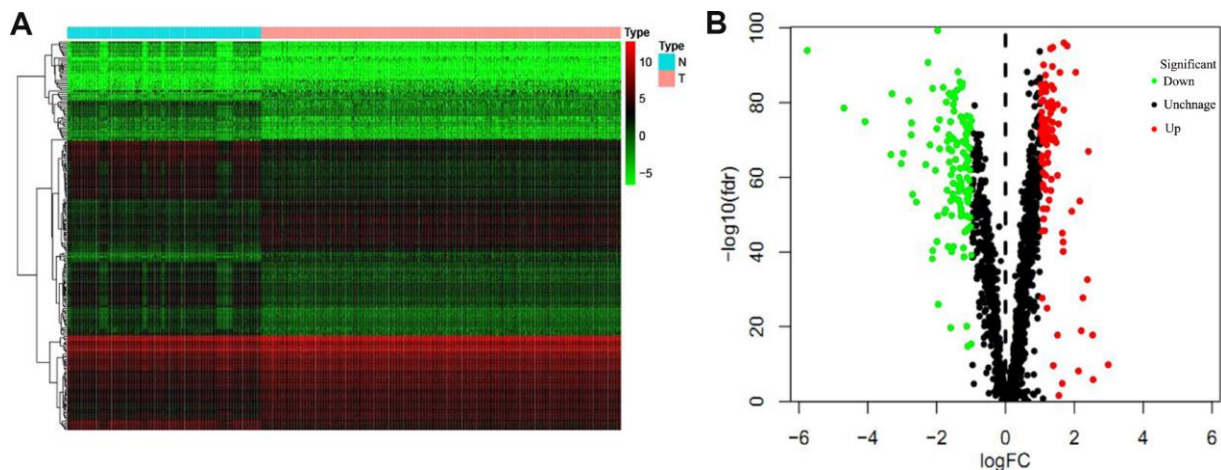 A
Type
10
5
0
−5
Type
N
T
B
100
80
60
40
20
0
−log10(fdr)
Significant
Down
Unchnage
Up
−6
−4
−2
0
2
4
6
logFC